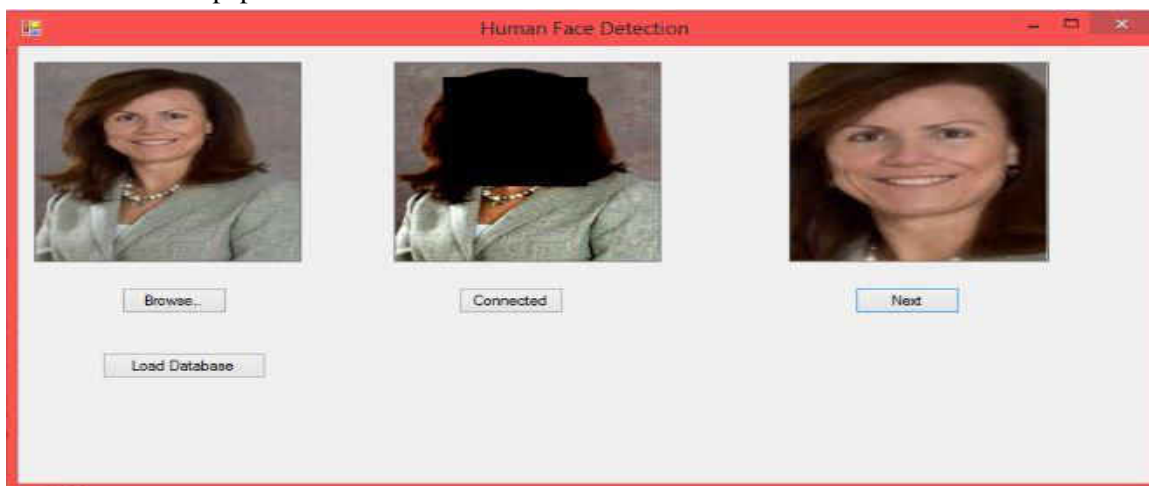 Human Face Detection
Browse...
Connected
Next
Load Database